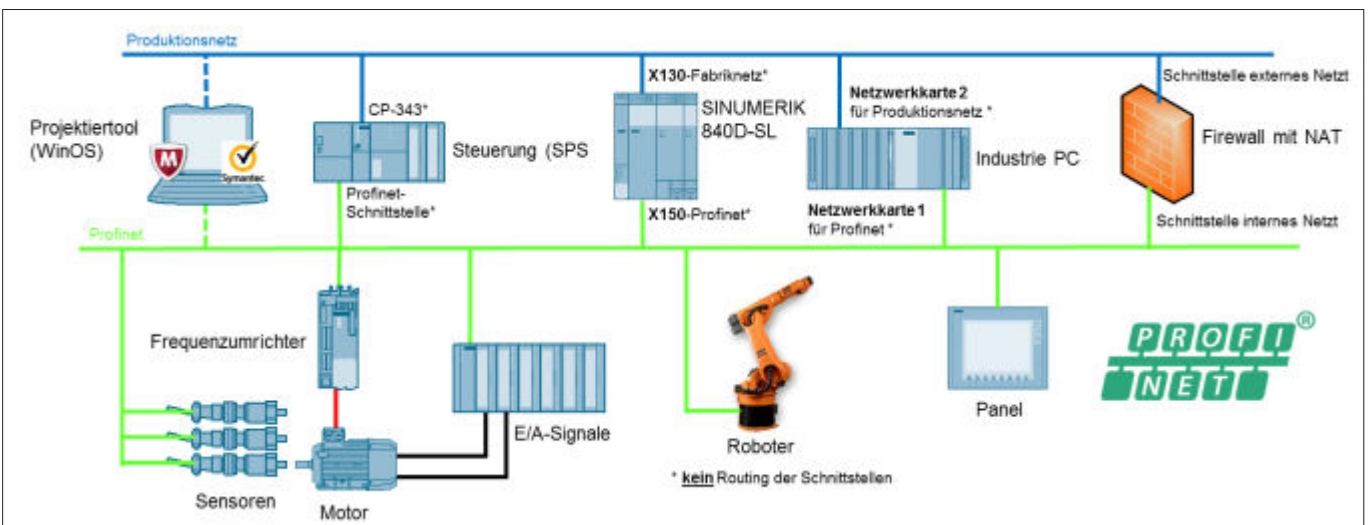 Produktionsnetz
X130-Fabriknetz*
Netzwerkkarte 2
für Produktionsnetz *
Schnittstelle externes Netzt
CP-343*
SINUMERIK
840D-SL
Projektiertool
(WinOS)
M
Symantec
Steuerung (SPS
Industrie PC
Firewall mit NAT
Profinet-
Schnittstelle*
X150-Profinet*
Netzwerkkarte 1
für Profinet *
Schnittstelle internes Netzt
Profinet
Frequenzumrichter
PROFI
NET
®
Panel
E/A-Signale
Roboter
* kein Routing der Schnittstellen
Sensoren
Motor